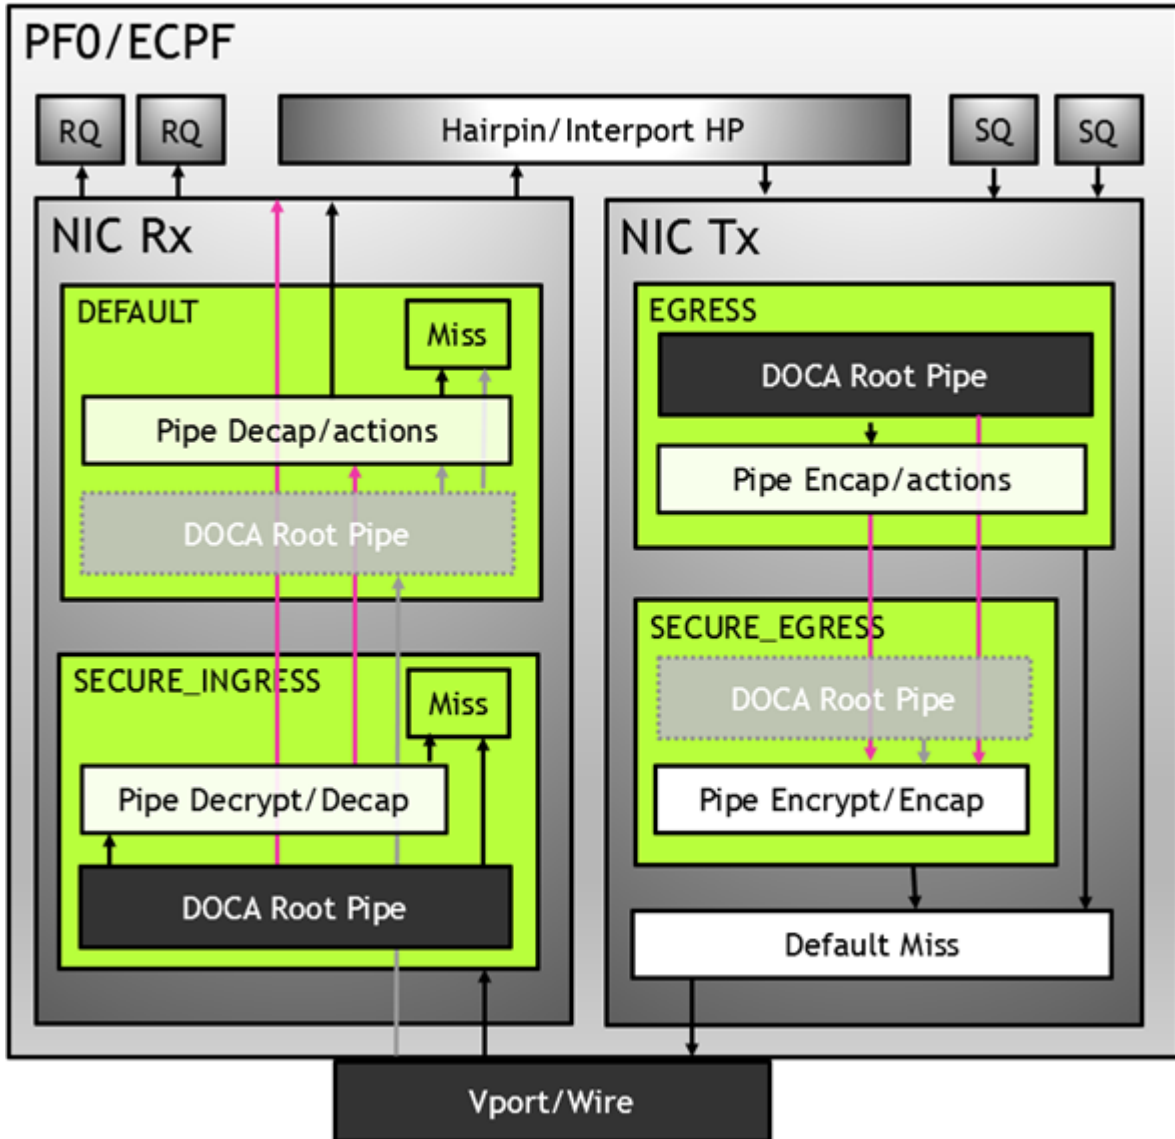 PF0/ECPF
RQ
RQ
Hairpin/Interport HP
SQ
SQ
NIC Rx
DEFAULT
Miss
Pipe Decap/actions
DOCA Root Pipe
SECURE_INGRESS
Miss
Pipe Decrypt/Decap
DOCA Root Pipe
NIC Tx
EGRESS
DOCA Root Pipe
Pipe Encap/actions
SECURE_EGRESS
DOCA Root Pipe
Pipe Encrypt/Encap
Default Miss
Vport/Wire